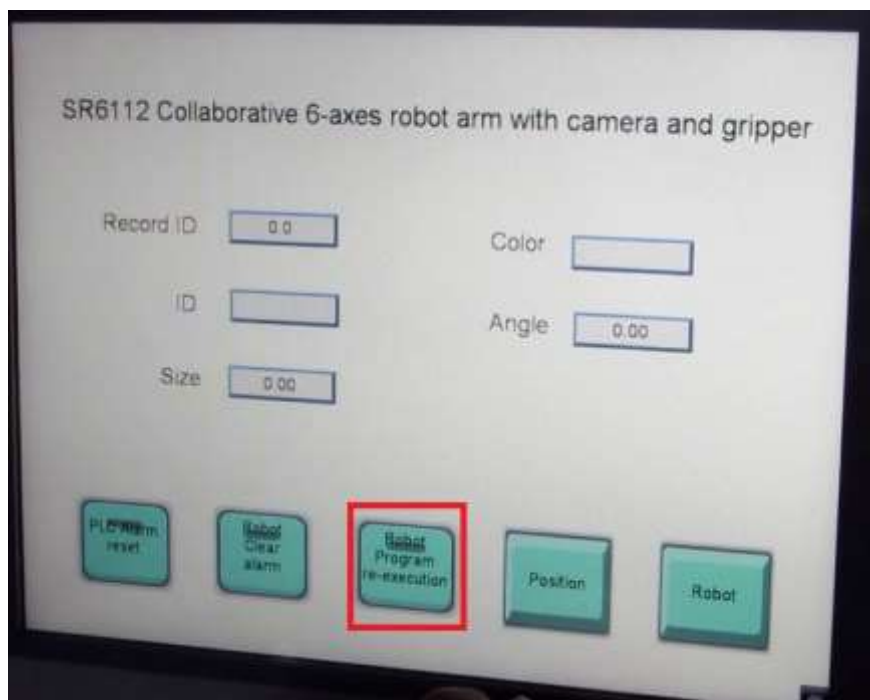 SR6112 Collaborative 6-axes robot arm with camera and gripper
Record ID
0.0
Color
ID
Angle
0.00
Size
0.00
PLC Alarm
reset
Robot
Clear
alarm
Robot
Program
re-execution
Position
Robot